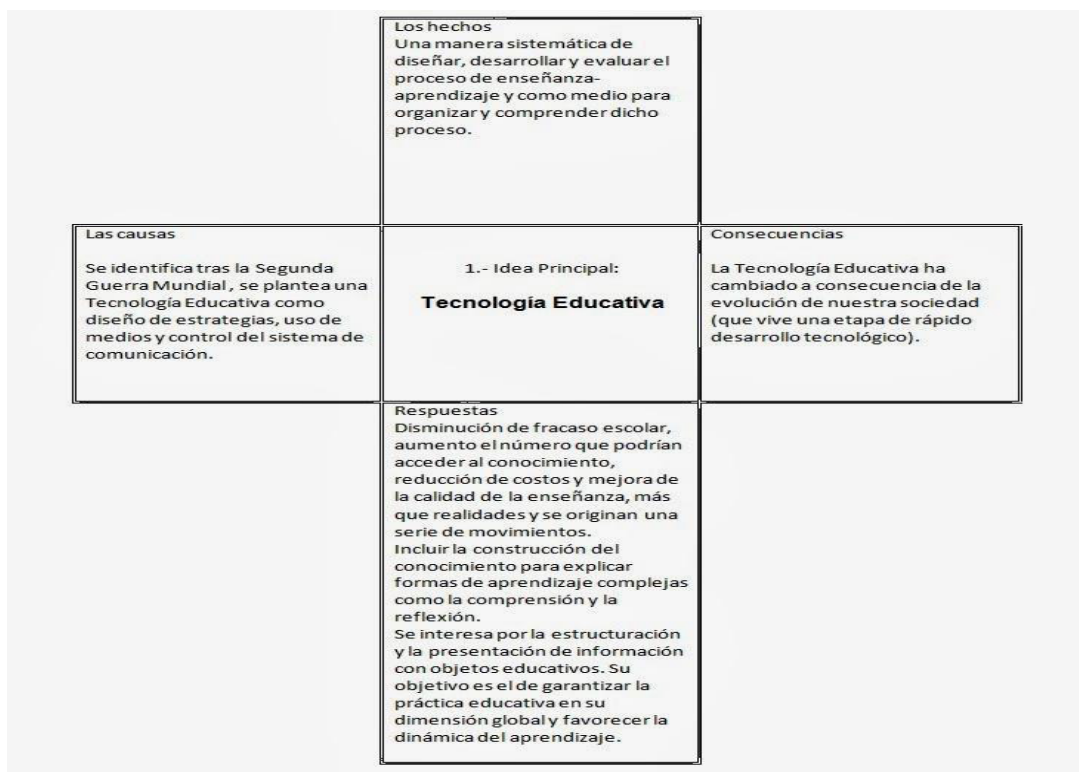 Los hechos
Una manera sistemática de
diseñar, desarrollar y evaluar el
proceso de enseñanza-
aprendizaje y como medio para
organizar y comprender dicho
proceso.
Las causas
Se identifica tras la Segunda
Guerra Mundial, se plantea una
Tecnología Educativa como
diseño de estrategias, uso de
medios y control del sistema de
comunicación.
1.- Idea Principal:
Tecnología Educativa
Consecuencias
La Tecnología Educativa ha
cambiado a consecuencia de la
evolución de nuestra sociedad
(que vive una etapa de rápido
desarrollo tecnológico).
Respuestas
Disminución de fracaso escolar,
aumento el número que podrían
acceder al conocimiento,
reducción de costos y mejora de
la calidad de la enseñanza, más
que realidades y se originan una
serie de movimientos.
Incluir la construcción del
conocimiento para explicar
formas de aprendizaje complejas
como la comprensión y la
reflexión.
Se interesa por la estructuración
y la presentación de información
con objetos educativos. Su
objetivo es el de garantizar la
práctica educativa en su
dimensión global y favorecer la
dinámica del aprendizaje.